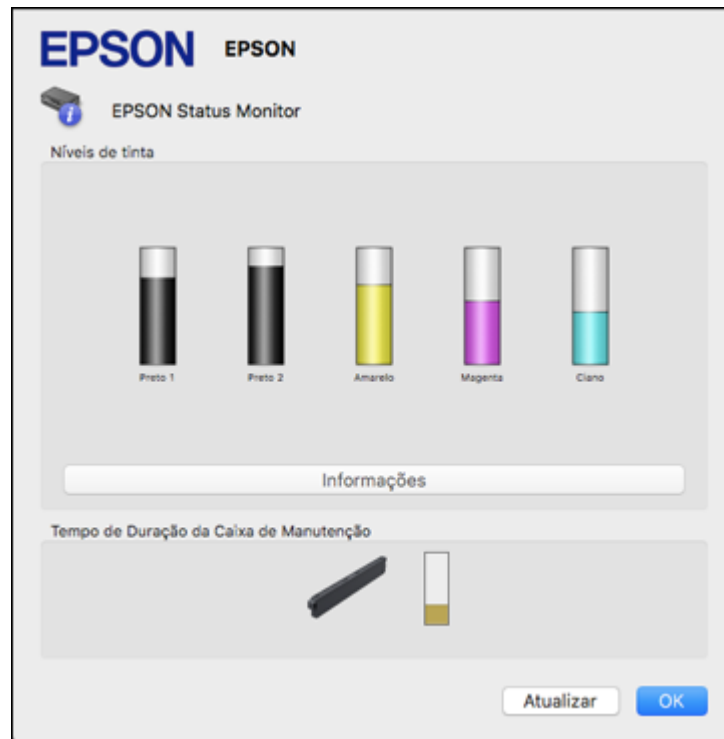 EPSON EPSON
EPSON Status Monitor
Níveis de tinta
Preto 1 Preto 2 Amarelo Magenta Ciano
Informações
Tempo de Duração da Caixa de Manutenção
Atualizar OK